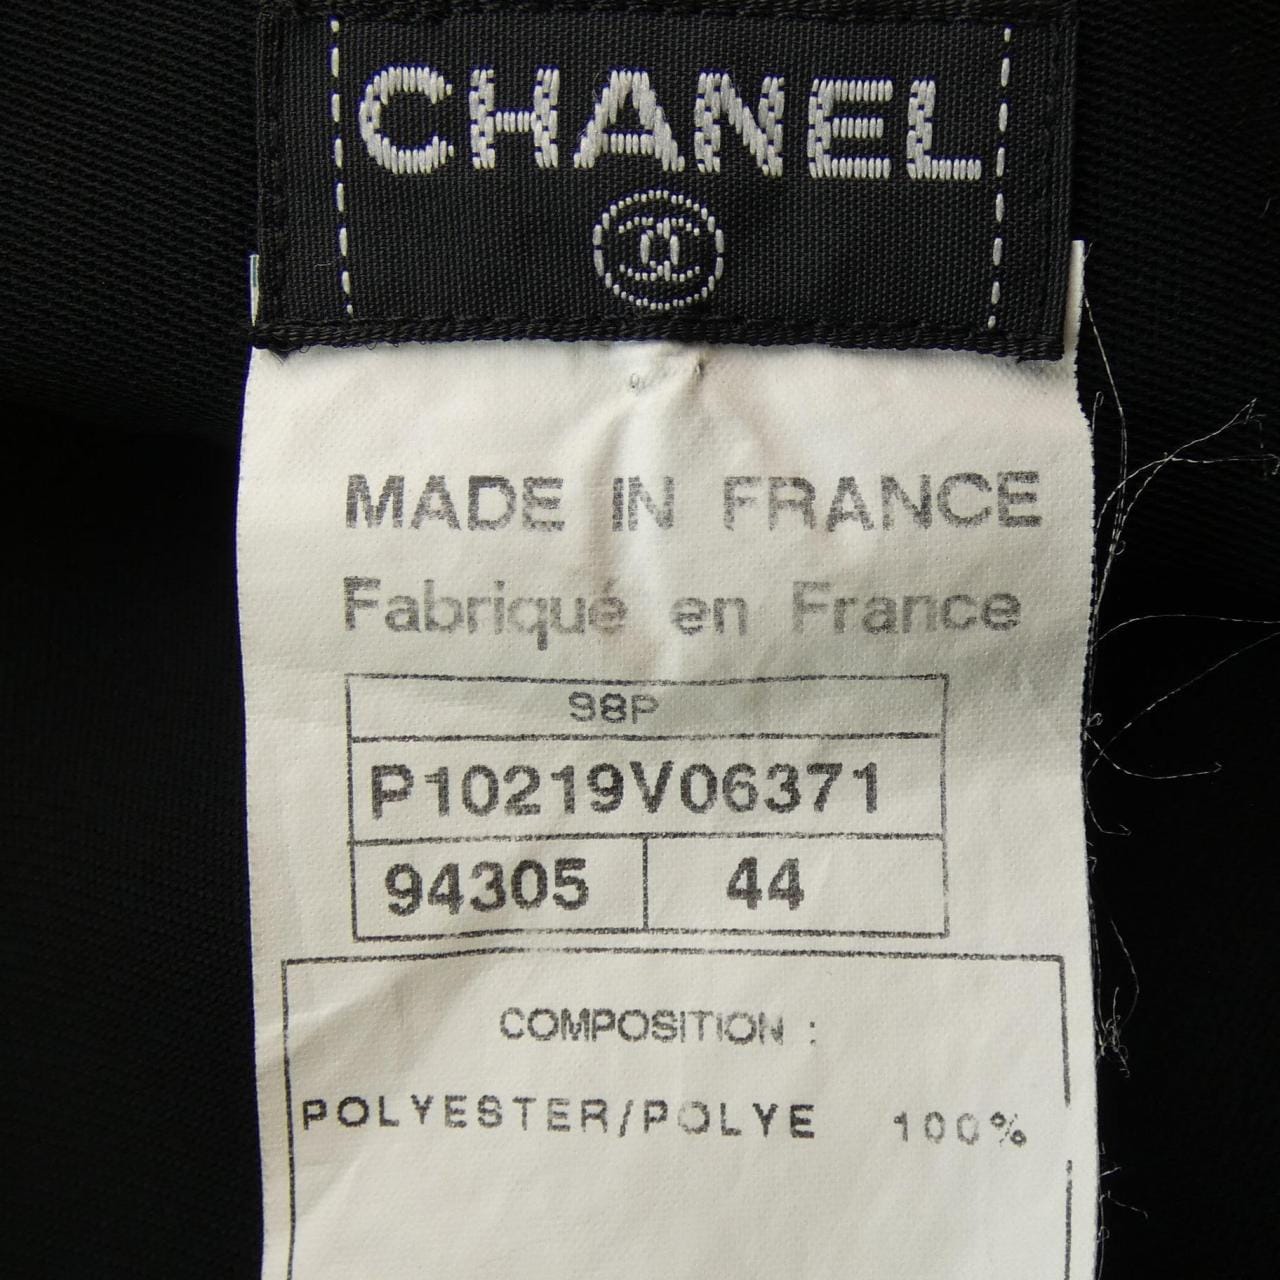 CHANEL
MADE IN FRANCE
Fabriqué en France
98P
P10219V06371
94305 44
COMPOSITION :
POLYESTER/POLYE 100%